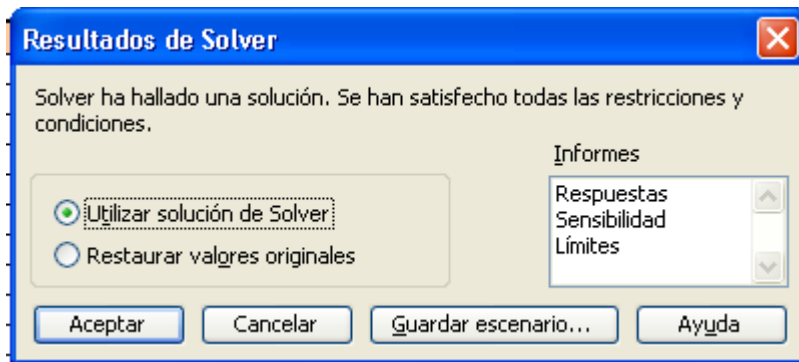 Resultados de Solver
Solver ha hallado una solución. Se han satisfecho todas las restricciones y
condiciones.
Informes
Utilizar solución de Solver
Restaurar valores originales
Respuestas
Sensibilidad
Límites
Aceptar
Cancelar
Guardar escenario...
Ayuda